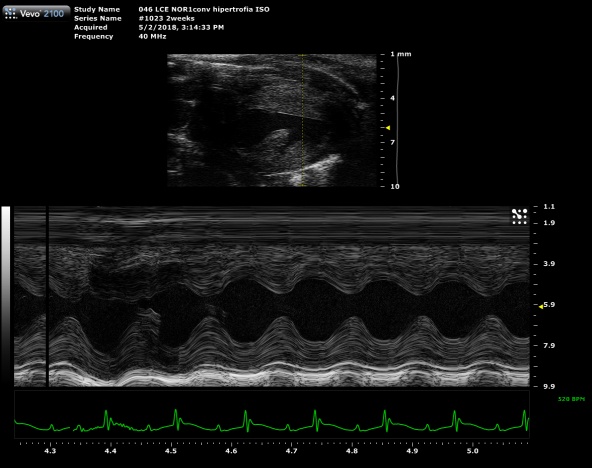 Vevo 2100
Study Name 046 LCE NOR1conv hipertrofia ISO
Series Name #1023 2weeks
Acquired 5/2/2018, 3:14:33 PM
Frequency 40 MHz
1 mm
4
7
10
1.1
1.9
3.9
5.9
7.9
9.9
520 BPM
4.3 4.4 4.5 4.6 4.7 4.8 4.9 5.0